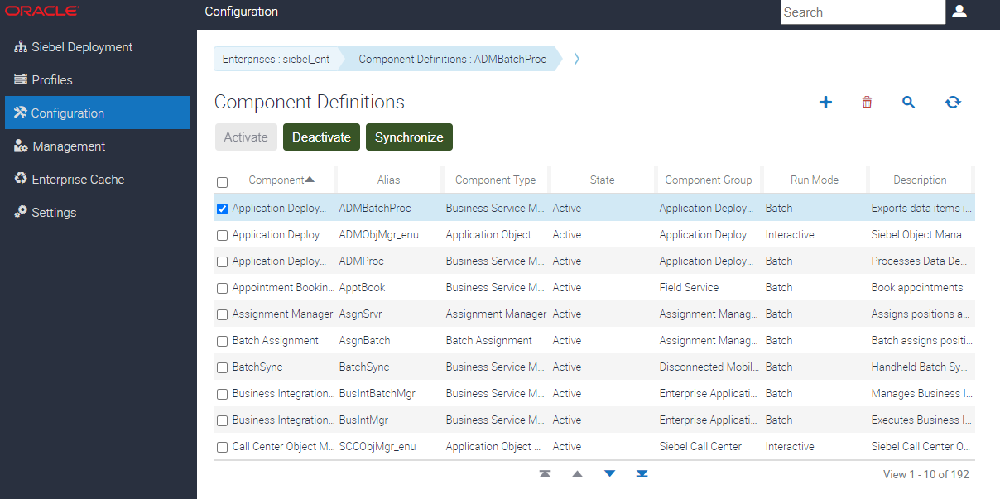 ORACLE
Configuration
Search
Siebel Deployment
Profiles
Configuration
Management
Enterprise Cache
Settings
Enterprises : siebel_ent Component Definitions : ADMBatchProc
Component Definitions
Activate Deactivate Synchronize
Component Alias Component Type State Component Group Run Mode Description
Application Deploy... ADMBatchProc Business Service M... Active Application Deploy... Batch Exports data items i...
Application Deploy... ADMObjMgr_enu Application Object ... Active Application Deploy... Interactive Siebel Object Mana...
Application Deploy... ADMProc Business Service M... Active Application Deploy... Batch Processes Data De...
Appointment Bookin... ApptBook Business Service M... Active Field Service Batch Book appointments
Assignment Manager AsgnSrvr Assignment Manager Active Assignment Manag... Batch Assigns positions a...
Batch Assignment AsgnBatch Batch Assignment Active Assignment Manag... Batch Batch assigns positi...
BatchSync BatchSync Business Service M... Active Disconnected Mobil... Batch Handheld Batch Sy...
Business Integration... BusIntBatchMgr Business Service M... Active Enterprise Applicati... Batch Manages Business I...
Business Integration... BusIntMgr Business Service M... Active Enterprise Applicati... Batch Executes Business I...
Call Center Object M... SCCObjMgr_enu Application Object ... Active Siebel Call Center Interactive Siebel Call Center O...
View 1 - 10 of 192